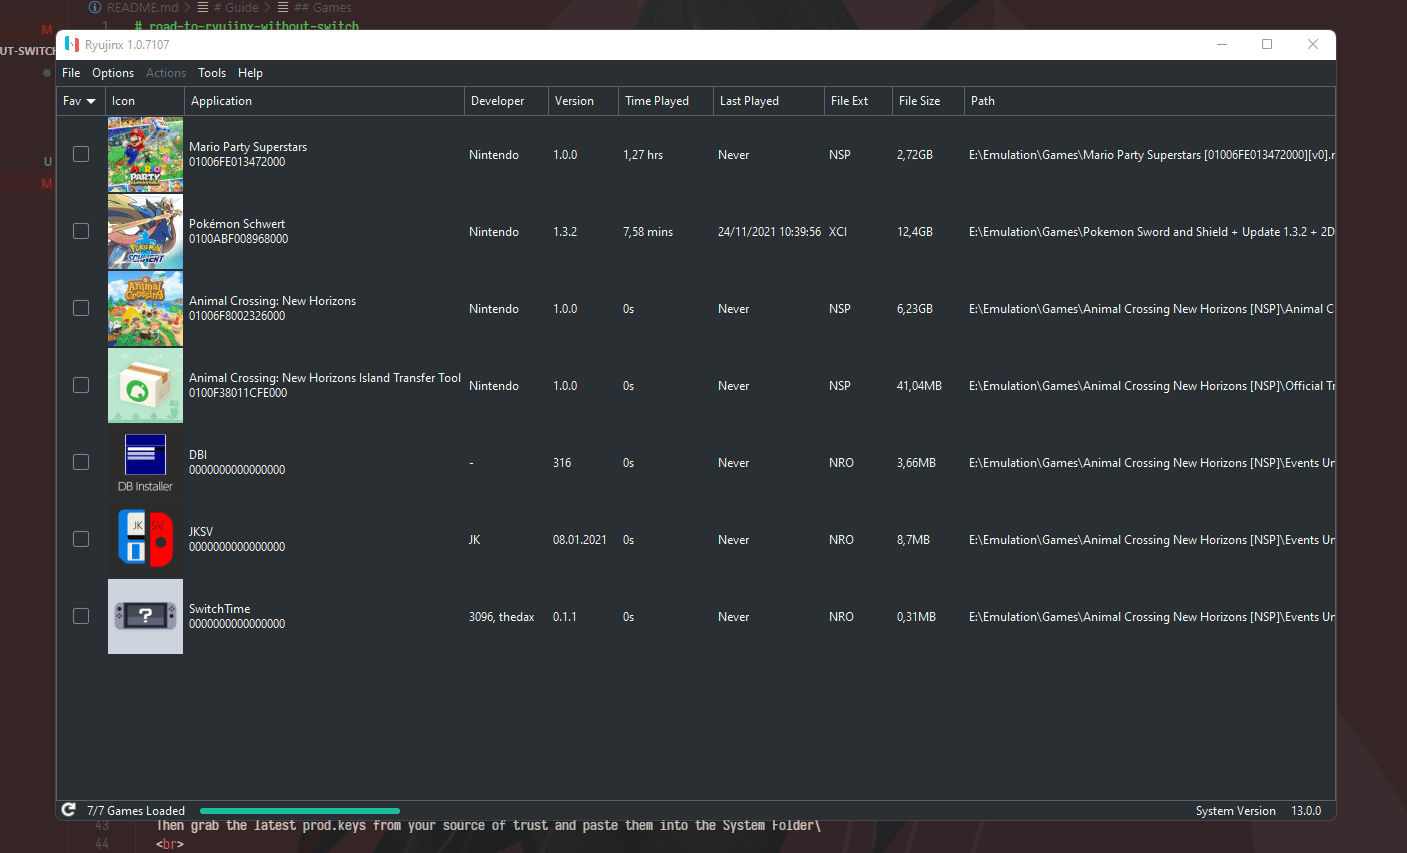 README.md > # Guide > ## Games
1 # road-to-ryujinx-without-switch
M
UT-SWITCH
U
M
Ryujinx 1.0.7107
File Options Actions Tools Help
Fav Icon Application Developer Version Time Played Last Played File Ext File Size Path
MARIO PARTY Mario Party Superstars
01006FE013472000
Nintendo 1.0.0 1,27 hrs Never NSP 2,72GB E:\Emulation\Games\Mario Party Superstars [01006FE013472000][v0].n
Pokémon SCHWERT Pokémon Schwert
0100ABF008968000
Nintendo 1.3.2 7,58 mins 24/11/2021 10:39:56 XCI 12,4GB E:\Emulation\Games\Pokemon Sword and Shield + Update 1.3.2 + 2D
Animal Crossing Animal Crossing: New Horizons
01006F8002326000
Nintendo 1.0.0 0s Never NSP 6,23GB E:\Emulation\Games\Animal Crossing New Horizons [NSP]\Animal C
Animal Crossing: New Horizons Island Transfer Tool
0100F38011CFE000
Nintendo 1.0.0 0s Never NSP 41,04MB E:\Emulation\Games\Animal Crossing New Horizons [NSP]\Official Tr
DB Installer
DBI
0000000000000000
- 316 0s Never NRO 3,66MB E:\Emulation\Games\Animal Crossing New Horizons [NSP]\Events Un
JK SV
JKSV
0000000000000000
JK 08.01.2021 0s Never NRO 8,7MB E:\Emulation\Games\Animal Crossing New Horizons [NSP]\Events Un
?
SwitchTime
0000000000000000
3096, thedax 0.1.1 0s Never NRO 0,31MB E:\Emulation\Games\Animal Crossing New Horizons [NSP]\Events Un
7/7 Games Loaded System Version 13.0.0
43 Then grab the latest prod.keys from your source of trust and paste them into the System Folder\
44 <br>